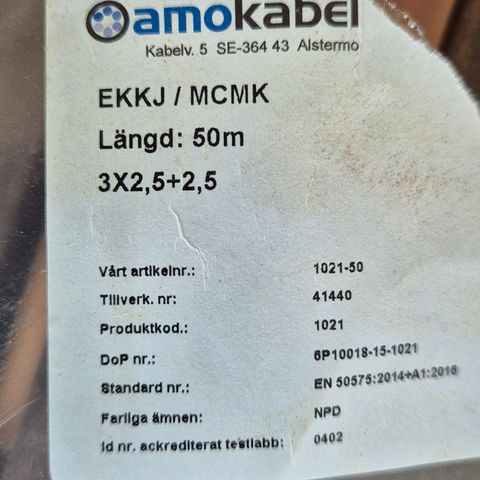 amokabel
Kabelv. 5 SE-364 43 Alstermo
EKKJ / MCMK
Längd: 50m
3X2,5+2,5
Vårt artikelnr.: 1021-50
Tillverk. nr: 41440
Produktkod.: 1021
DoP nr.: 6P10018-15-1021
Standard nr.: EN 50575:2014+A1:2016
Farliga ämnen: NPD
Id nr. ackrediterat testlabb: 0402